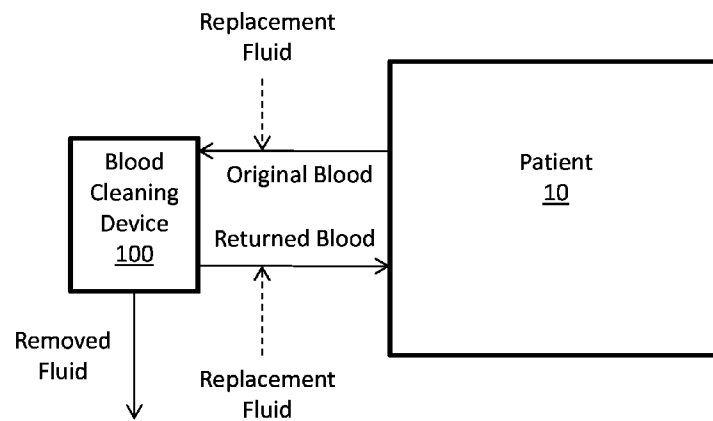 Replacement
Fluid
Blood
Cleaning
Device
100
Original Blood
Returned Blood
Patient
10
Removed
Fluid
Replacement
Fluid